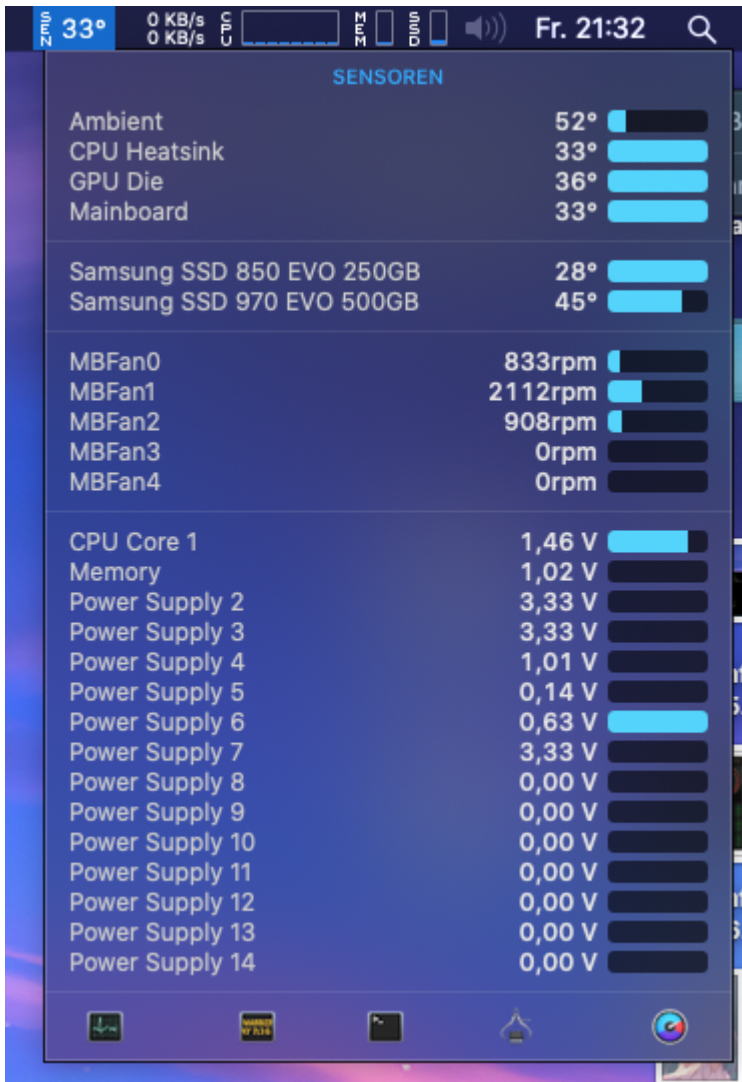 SEN 33° 0 KB/s CPU MEM SSD Fr. 21:32
0 KB/s
SENSOREN
Ambient 52°
CPU Heatsink 33°
GPU Die 36°
Mainboard 33°
Samsung SSD 850 EVO 250GB 28°
Samsung SSD 970 EVO 500GB 45°
MBFan0 833rpm
MBFan1 2112rpm
MBFan2 908rpm
MBFan3 0rpm
MBFan4 0rpm
CPU Core 1 1,46 V
Memory 1,02 V
Power Supply 2 3,33 V
Power Supply 3 3,33 V
Power Supply 4 1,01 V
Power Supply 5 0,14 V
Power Supply 6 0,63 V
Power Supply 7 3,33 V
Power Supply 8 0,00 V
Power Supply 9 0,00 V
Power Supply 10 0,00 V
Power Supply 11 0,00 V
Power Supply 12 0,00 V
Power Supply 13 0,00 V
Power Supply 14 0,00 V